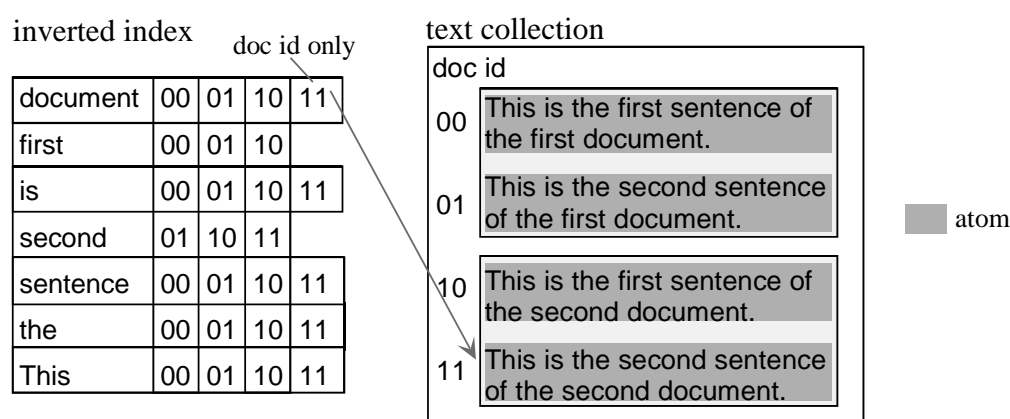 inverted index
doc id only
document 00 01 10 11
first 00 01 10
is 00 01 10 11
second 01 10 11
sentence 00 01 10 11
the 00 01 10 11
This 00 01 10 11
text collection
doc id
00
This is the first sentence of
the first document.
01
This is the second sentence
of the first document.
10
This is the first sentence of
the second document.
11
This is the second sentence
of the second document.
atom